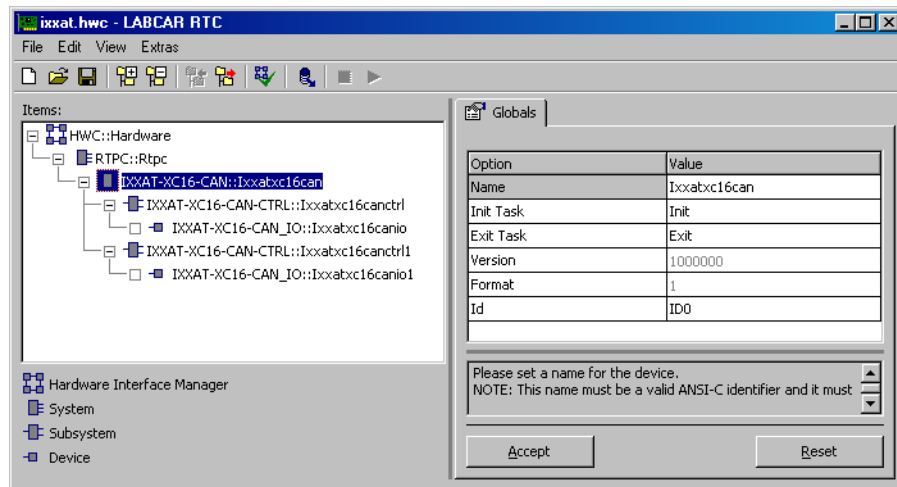 ixxat.hwc - LABCAR RTC
File Edit View Extras
Items:
HWC::Hardware
RTPC::Rtpc
IXXAT-XC16-CAN::Ixxatxc16can
IXXAT-XC16-CAN-CTRL::Ixxatxc16canctrl
IXXAT-XC16-CAN_IO::Ixxatxc16canio
IXXAT-XC16-CAN-CTRL::Ixxatxc16canctrl1
IXXAT-XC16-CAN_IO::Ixxatxc16canio1
Hardware Interface Manager
System
Subsystem
Device
Globals
Option Value
Name Ixxatxc16can
Init Task Init
Exit Task Exit
Version 1000000
Format 1
Id ID0
Please set a name for the device.
NOTE: This name must be a valid ANSI-C identifier and it must
Accept Reset